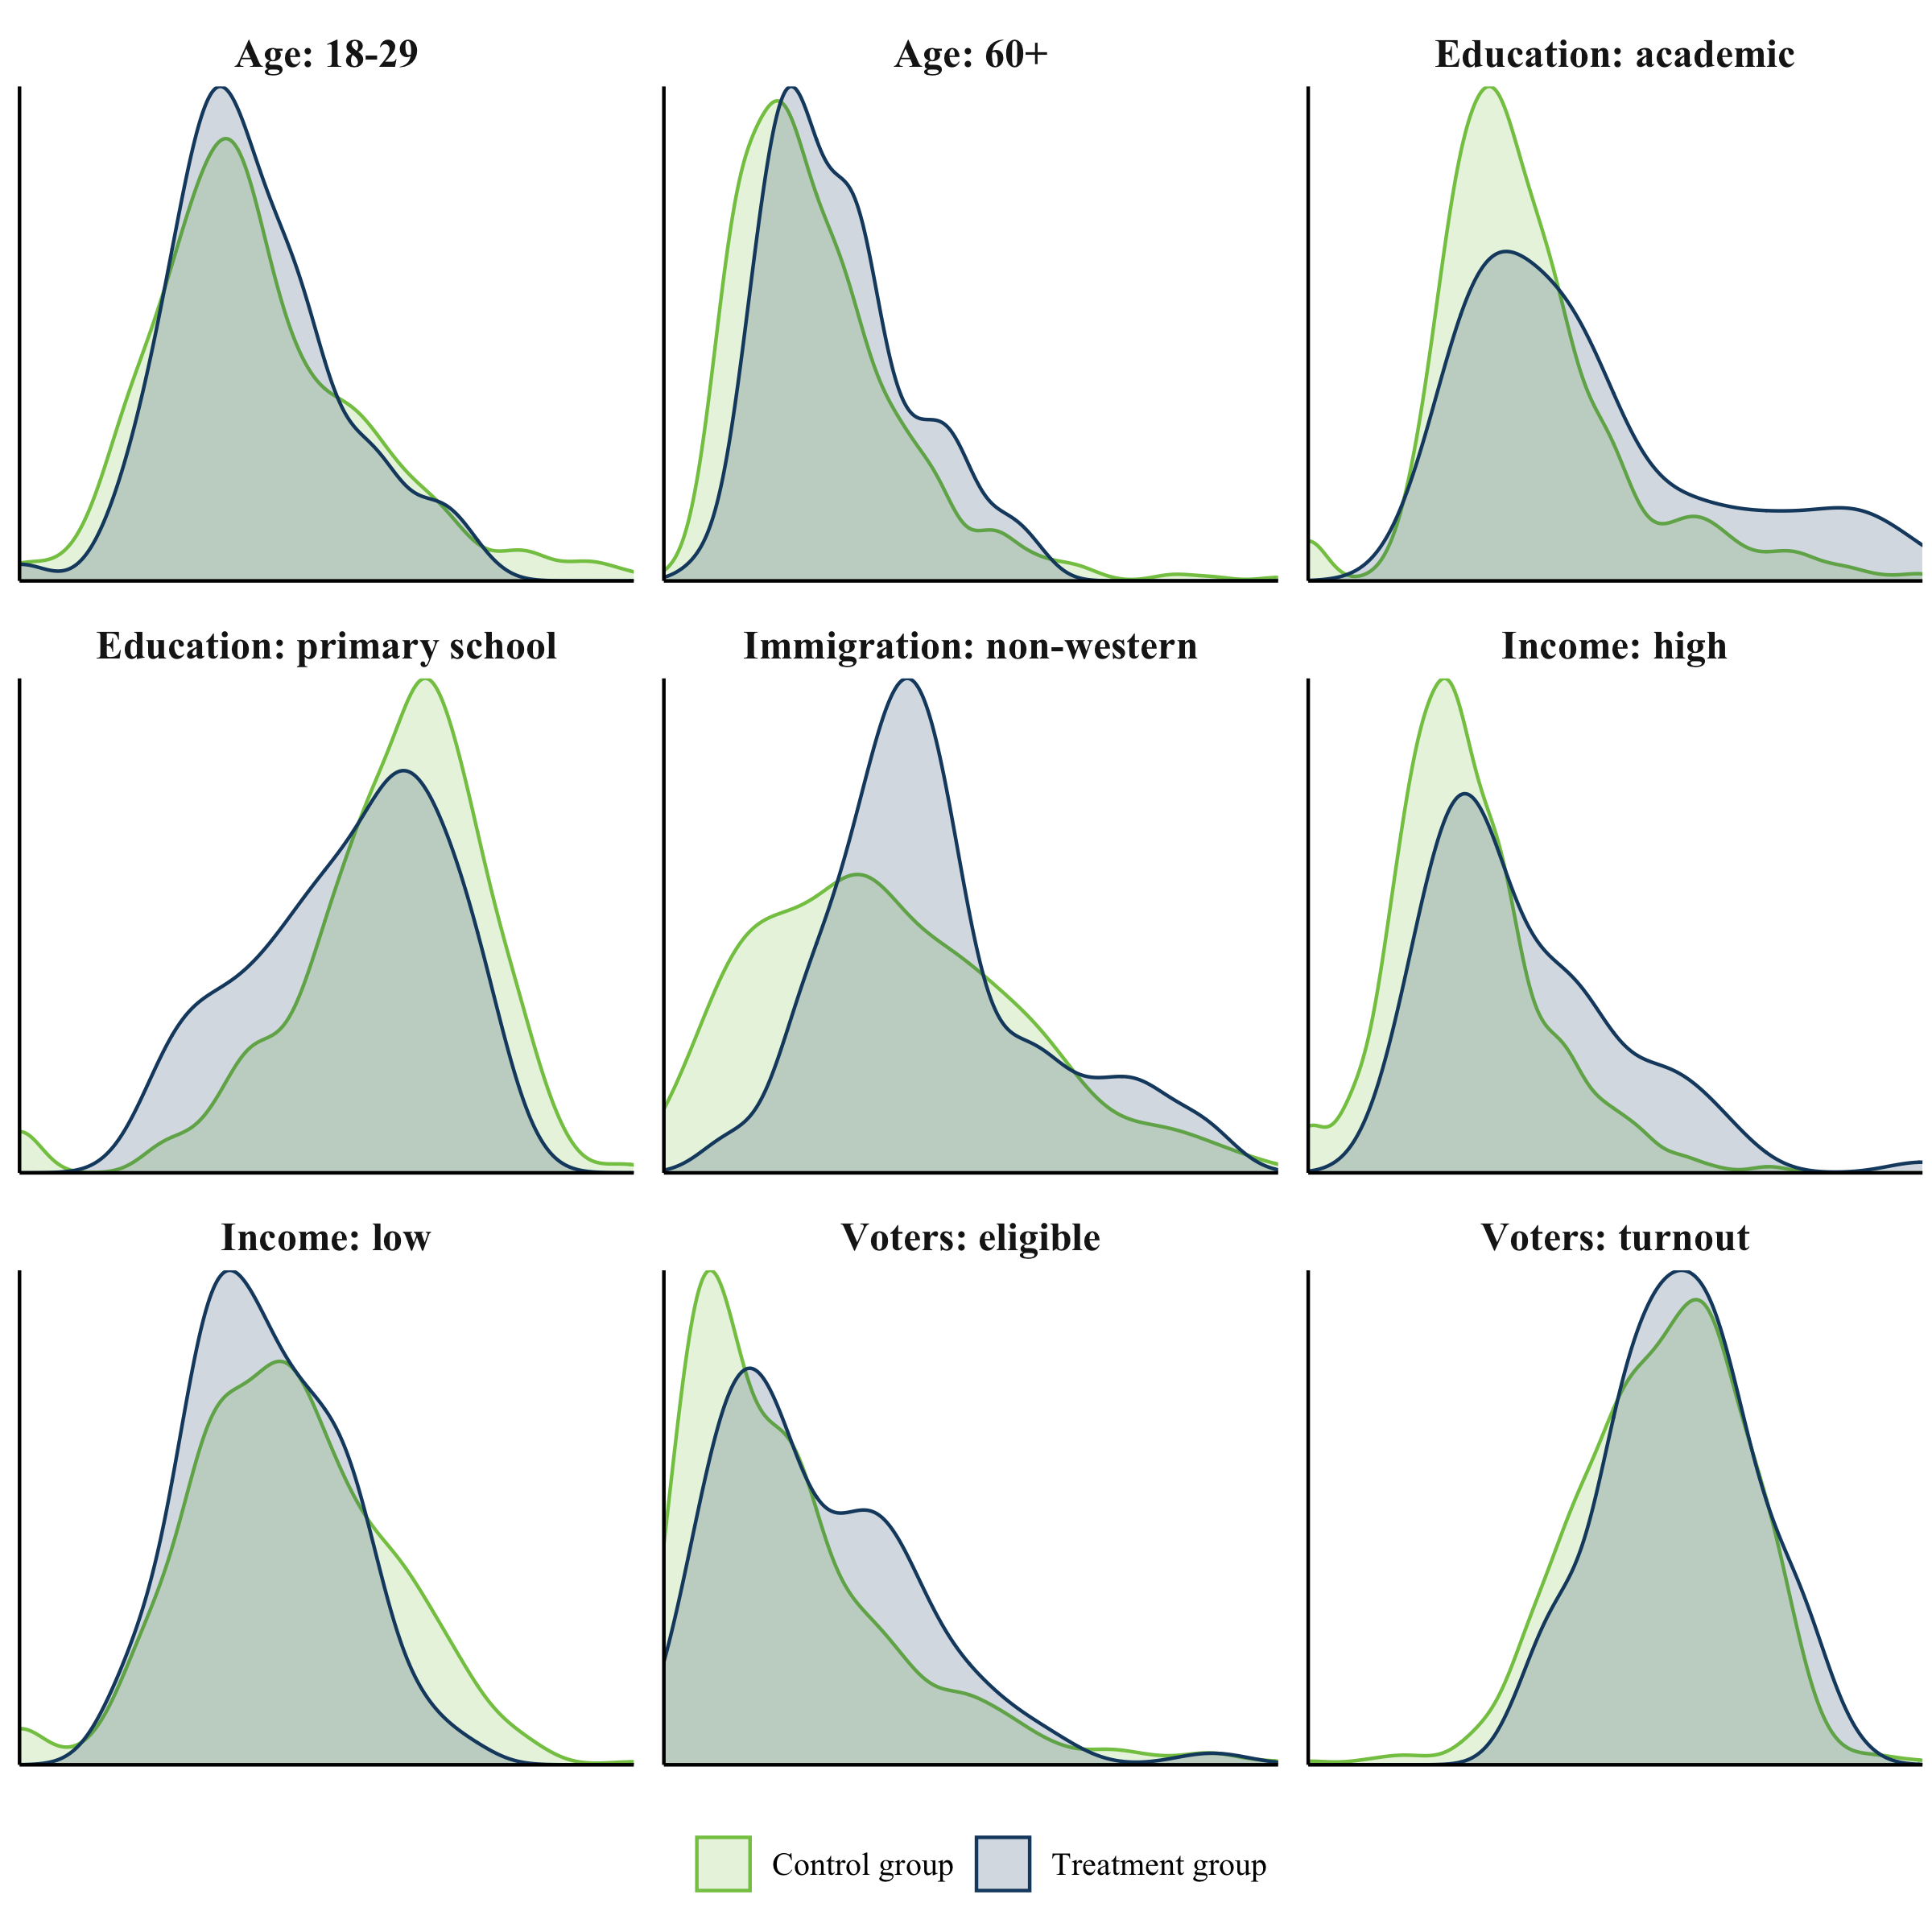 Age: 18-29
Age: 60+
Education: academic
Education: primary school
Immigration: non-western
Income: high
Income: low
Voters: eligible
Voters: turnout
Control group
Treatment group